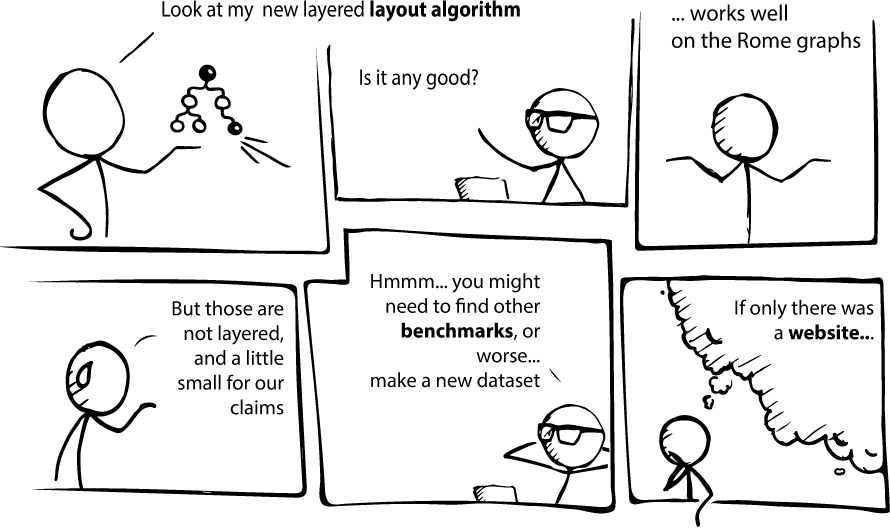 Look at my new layered layout algorithm
Is it any good?
... works well
on the Rome graphs
But those are
not layered,
and a little
small for our
claims
Hmmm... you might
need to find other
benchmarks, or
worse...
make a new dataset
If only there was
a website...